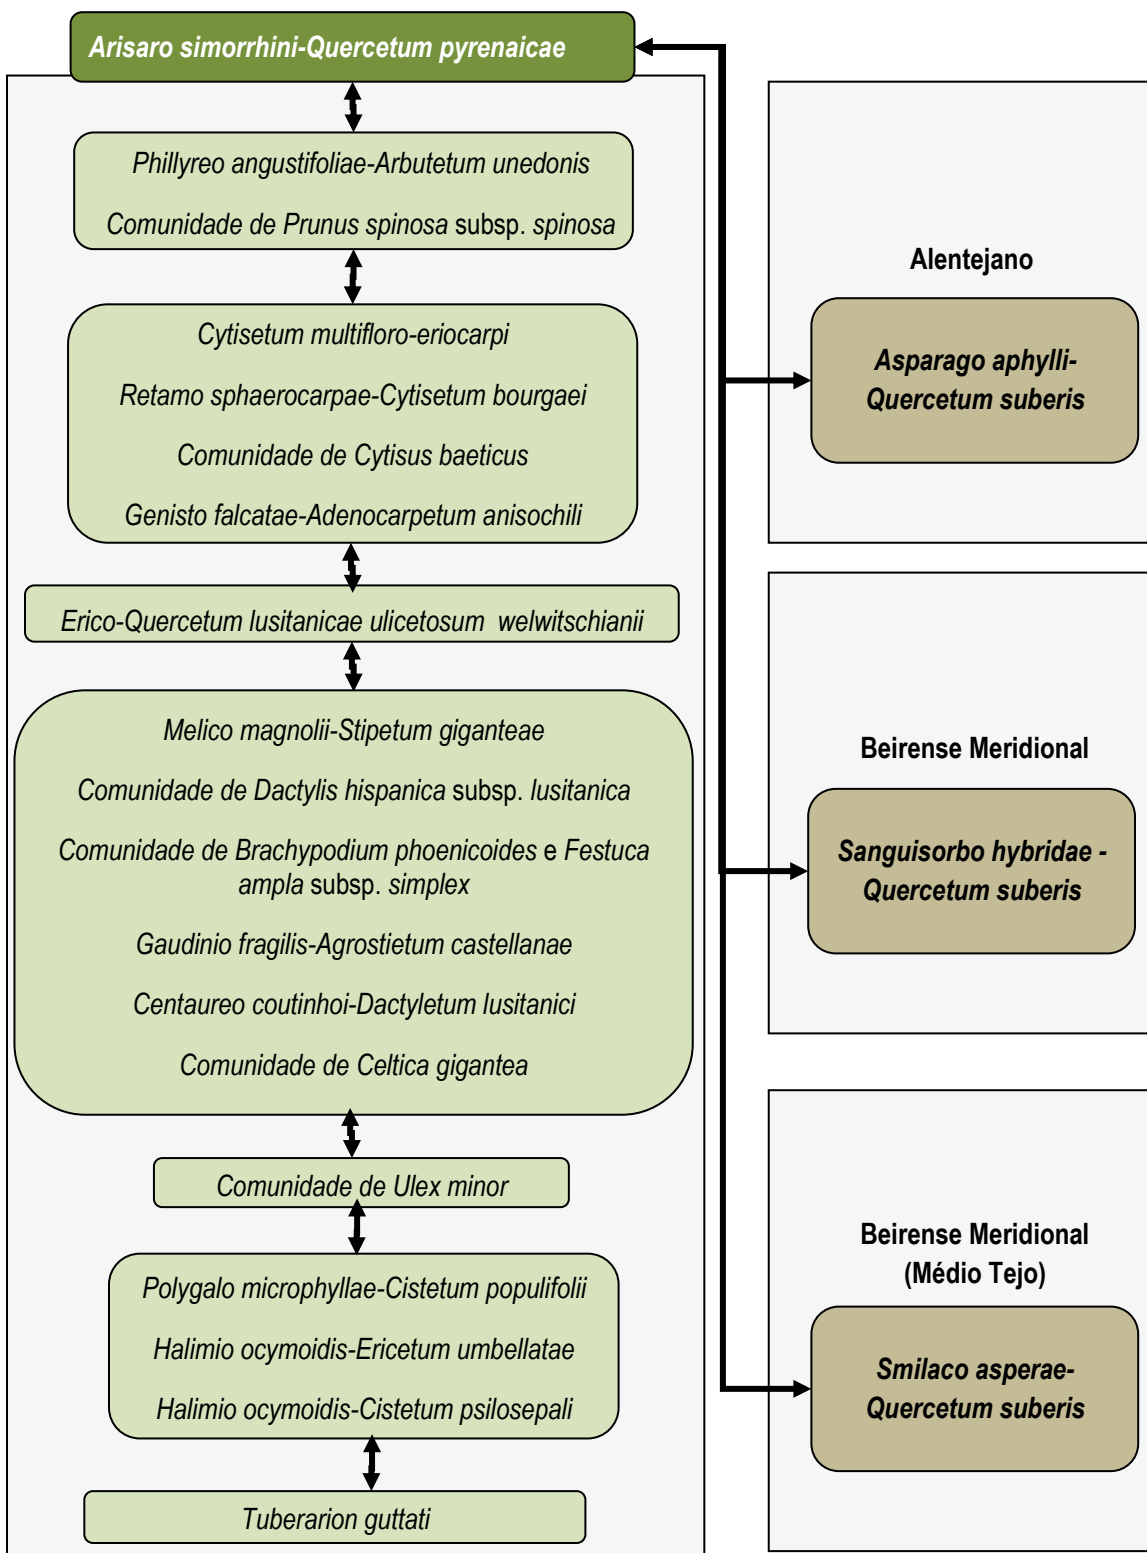 Arisaro simorrhini-Quercetum pyrenaicae
Phillyreo angustifoliae-Arbutetum unedonis
Comunidade de Prunus spinosa subsp. spinosa
Cytisetum multifloro-eriocarpi
Retamo sphaerocarpae-Cytisetum bourgaei
Comunidade de Cytisus baeticus
Genisto falcatae-Adenocarpetum anisochili
Erico-Quercetum lusitanicae ulicetosum welwitschianii
Melico magnolii-Stipetum giganteae
Comunidade de Dactylis hispanica subsp. lusitanica
Comunidade de Brachypodium phoenicoides e Festuca
ampla subsp. simplex
Gaudinio fragilis-Agrostietum castellanae
Centaureo coutinhoi-Dactyletum lusitanici
Comunidade de Celtica gigantea
Comunidade de Ulex minor
Polygalo microphyllae-Cistetum populifolii
Halimio ocymoidis-Ericetum umbellatae
Halimio ocymoidis-Cistetum psilosepali
Tuberarion guttati
Alentejano
Asparago aphylli-
Quercetum suberis
Beirense Meridional
Sanguisorbo hybridae -
Quercetum suberis
Beirense Meridional
(Médio Tejo)
Smilaco asperae-
Quercetum suberis